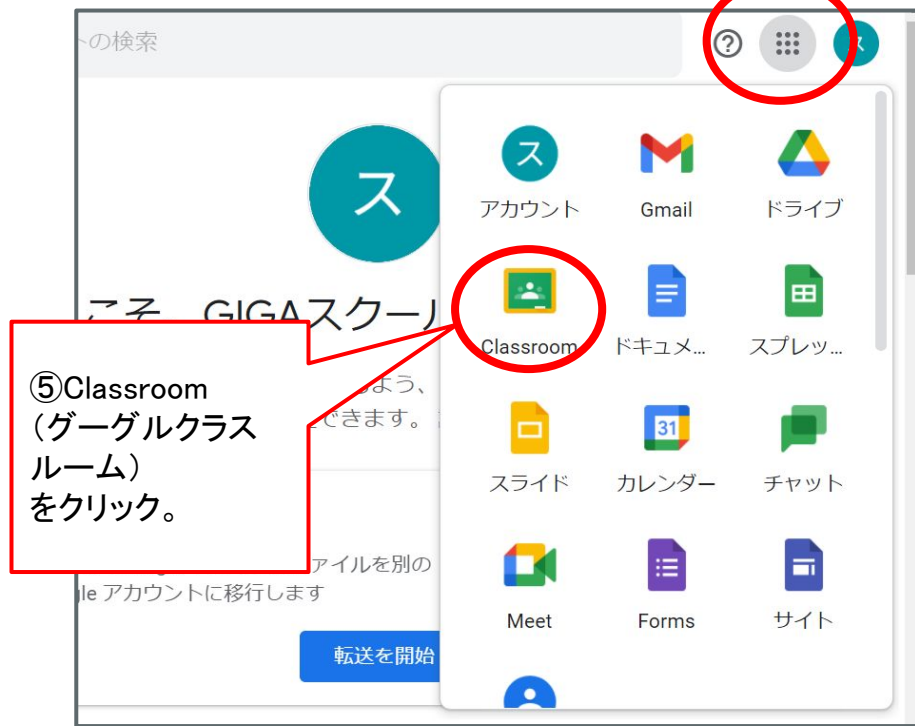 への検索
ス
ス
アカウント
Gmail
ドライブ
こそ、GIGAスクール
Classroom
ドキュメ...
スプレッ...
⑤Classroom
（グーグルクラス
ルーム）
をクリック。
しよう、
できます。
31
スライド
カレンダー
チャット
ァイルを別の
le アカウントに移行します
Meet
Forms
サイト
転送を開始